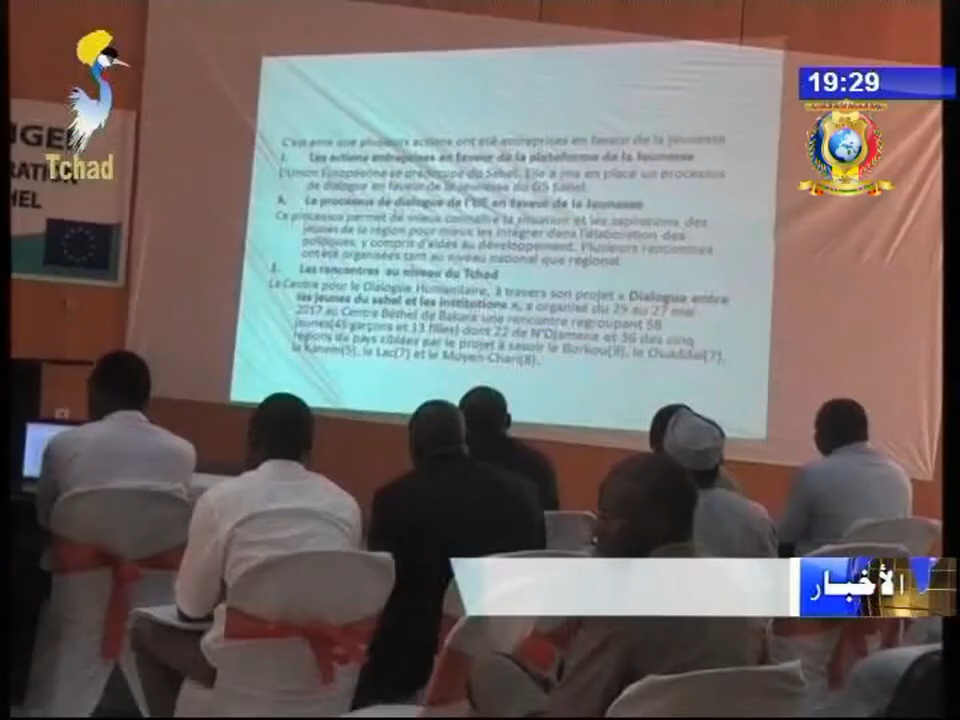 19:29
Tchad
RATION
HEL
C'est ainsi que plusieurs actions ont été entreprises en faveur de la jeunesse
I. Les actions entreprises en faveur de la plateforme de la Jeunesse
L'Union Européenne se préoccupe du Sahel. Elle a mis en place un processus
de dialogue en faveur de la jeunesse du G5 Sahel.
A. Le processus de dialogue de l'UE en faveur de la Jeunesse
Ce processus permet de mieux connaître la situation et les aspirations des
jeunes de la région pour mieux les intégrer dans l'élaboration des
politiques, y compris d'aides au développement. Plusieurs rencontres
ont été organisées tant au niveau national que régional
1. Les rencontres au niveau du Tchad
Le Centre pour le Dialogue Humanitaire, à travers son projet « Dialogue entre
les jeunes du sahel et les institutions », a organisé du 25 au 27 mai
2017 au Centre Béthel de Bakara une rencontre regroupant 58
jeunes(45 garçons et 13 filles) dont 22 de N'Djamena et 36 des cinq
régions du pays ciblées par le projet à savoir le Borkou(9), le Ouaddaï(7),
le Kanem(5), le Lac(7) et le Moyen-Chari(8).
الأخبار